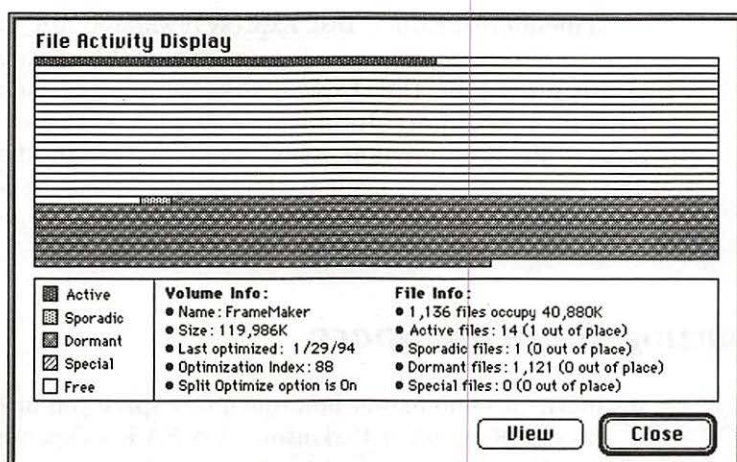 File Activity Display
Active
Sporadic
Dormant
Special
Free
Volume Info:
• Name: FrameMaker
• Size: 119,986K
• Last optimized: 1/29/94
• Optimization Index: 88
• Split Optimize option is On
File Info:
• 1,136 files occupy 40,880K
• Active files: 14 (1 out of place)
• Sporadic files: 1 (0 out of place)
• Dormant files: 1,121 (0 out of place)
• Special files: 0 (0 out of place)
View
Close